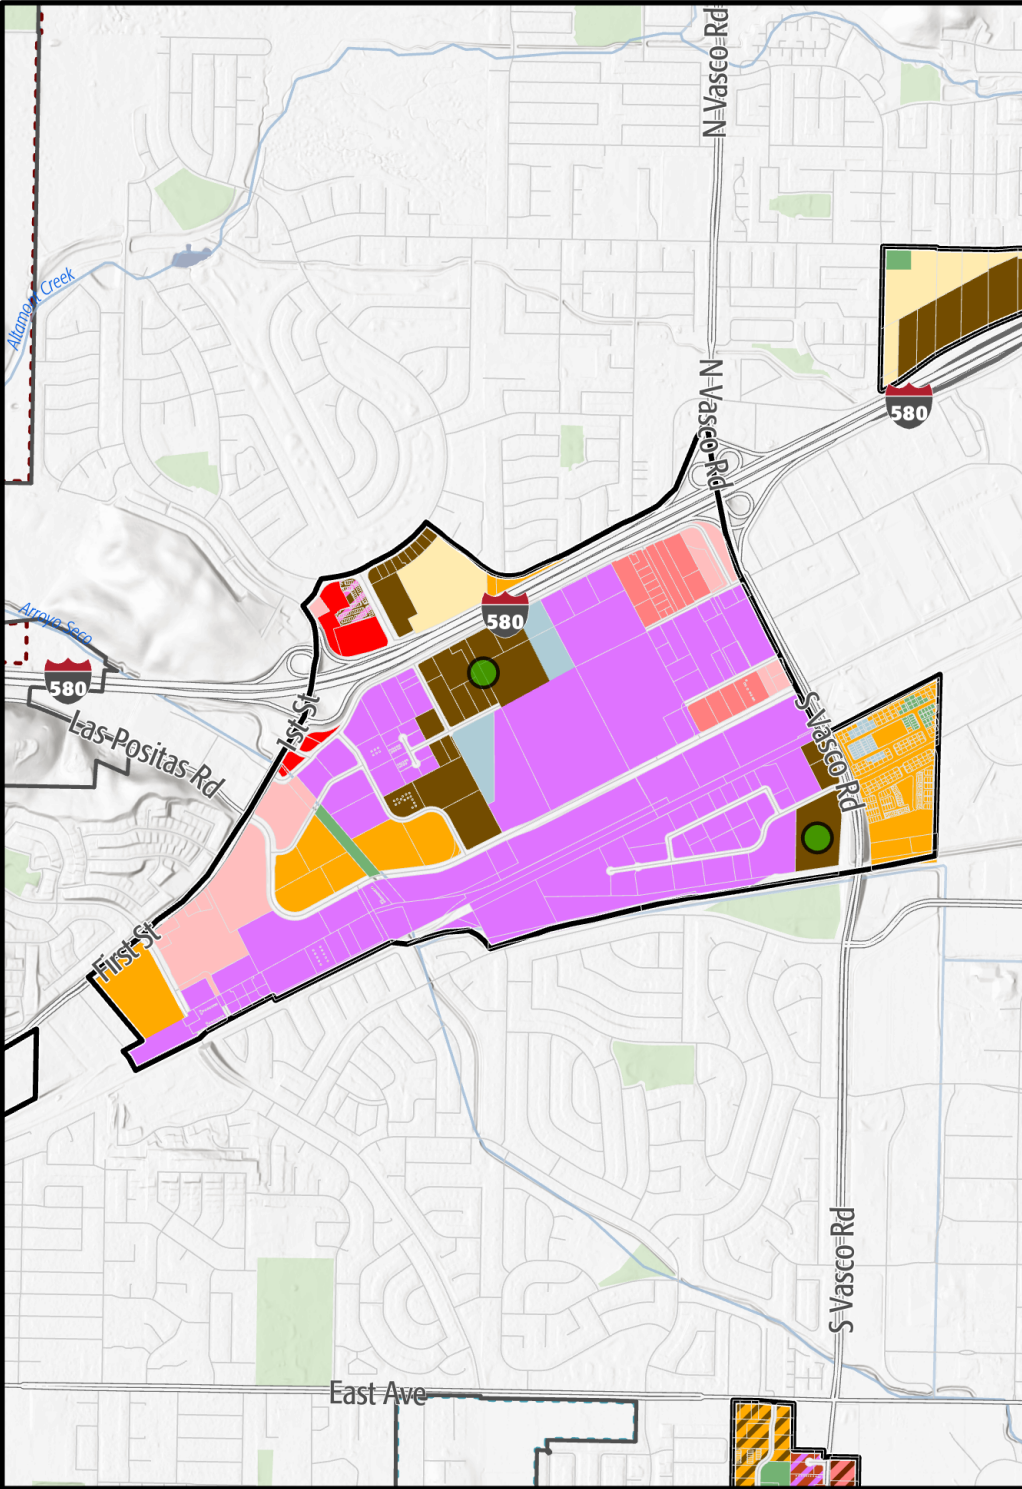 N Vasco Rd
Altamont Creek
N Vasco Rd
580
580
Arroyo Seco
580
1st St
Las Positas Rd
S Vasco Rd
First St
S Vasco Rd
East Ave